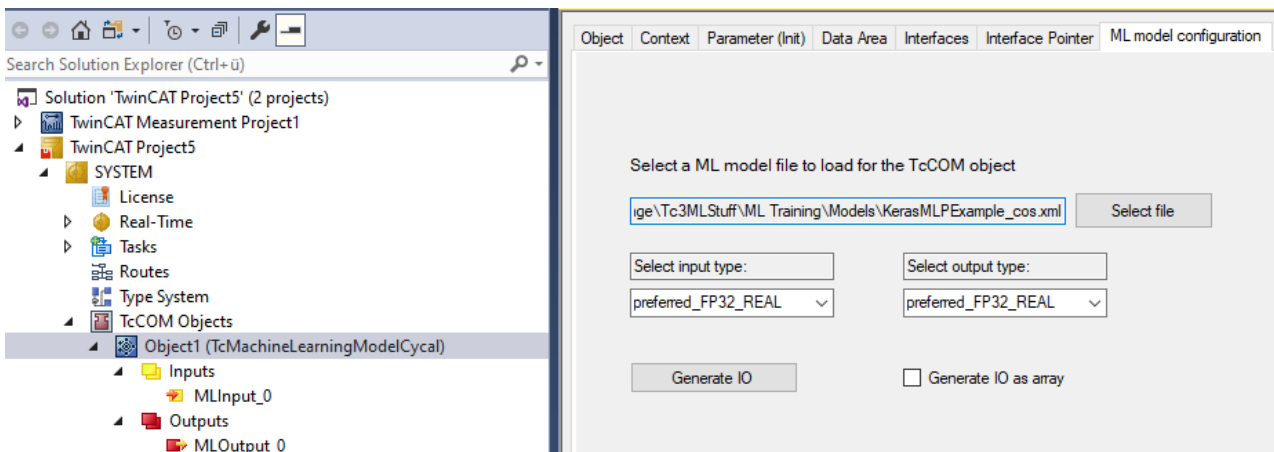 Search Solution Explorer (Ctrl+ü)
Solution 'TwinCAT Project5' (2 projects)
TwinCAT Measurement Project1
TwinCAT Project5
SYSTEM
License
Real-Time
Tasks
Routes
Type System
TcCOM Objects
Object1 (TcMachineLearningModelCycal)
Inputs
MLInput_0
Outputs
MLOutput_0
Object Context Parameter (Init) Data Area Interfaces Interface Pointer ML model configuration
Select a ML model file to load for the TcCOM object
ıge\Tc3MLStuff\ML Training\Models\KerasMLPExample_cos.xml Select file
Select input type: Select output type:
preferred_FP32_REAL preferred_FP32_REAL
Generate IO Generate IO as array